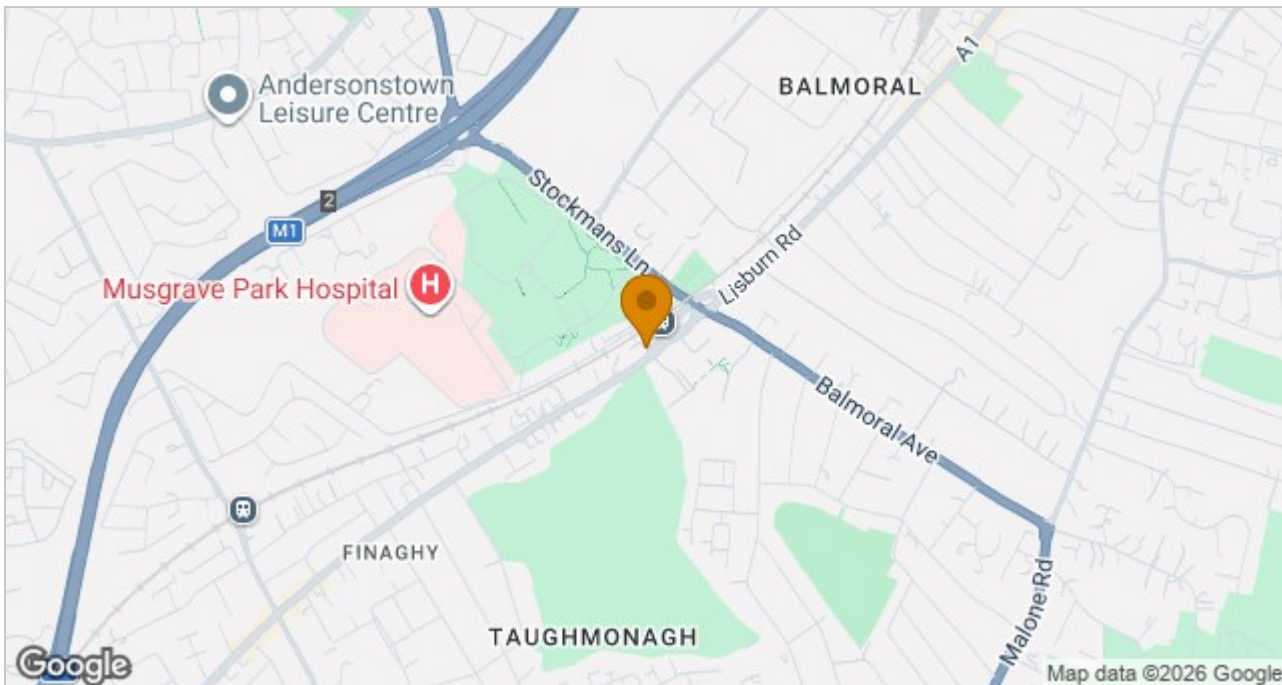 Andersonstown
Leisure Centre
BALMORAL
A1
2
M1
Stockmans Ln
Musgrave Park Hospital
H
Lisburn Rd
Balmoral Ave
FINAGHY
TAUGHMONAGH
Malone Rd
Google
Map data ©2026 Google